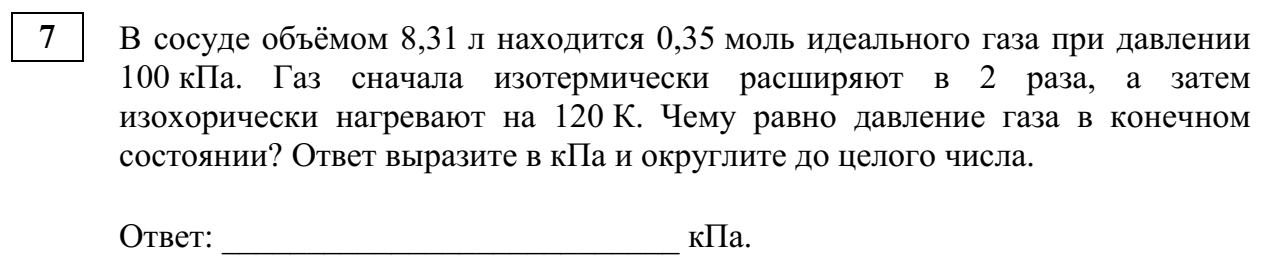 7 В сосуде объёмом 8,31 л находится 0,35 моль идеального газа при давлении
100 кПа. Газ сначала изотермически расширяют в 2 раза, а затем
изохорически нагревают на 120 К. Чему равно давление газа в конечном
состоянии? Ответ выразите в кПа и округлите до целого числа.
Ответ: ____________________________ кПа.